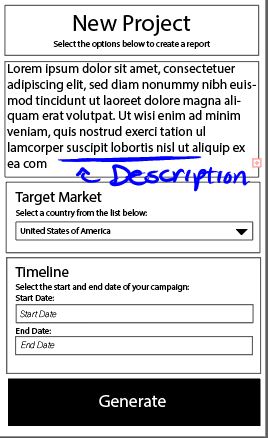 New Project
Select the options below to create a report
Lorem ipsum dolor sit amet, consectetuer
adipiscing elit, sed diam nonummy nibh euis-
mod tincidunt ut laoreet dolore magna ali-
quam erat volutpat. Ut wisi enim ad minim
veniam, quis nostrud exerci tation ul
lamcorper suscipit lobortis nisl ut aliquip ex
ea com
Description
Target Market
Select a country from the list below:
United States of America
Timeline
Select the start and end date of your campaign:
Start Date:
Start Date
End Date:
End Date
Generate